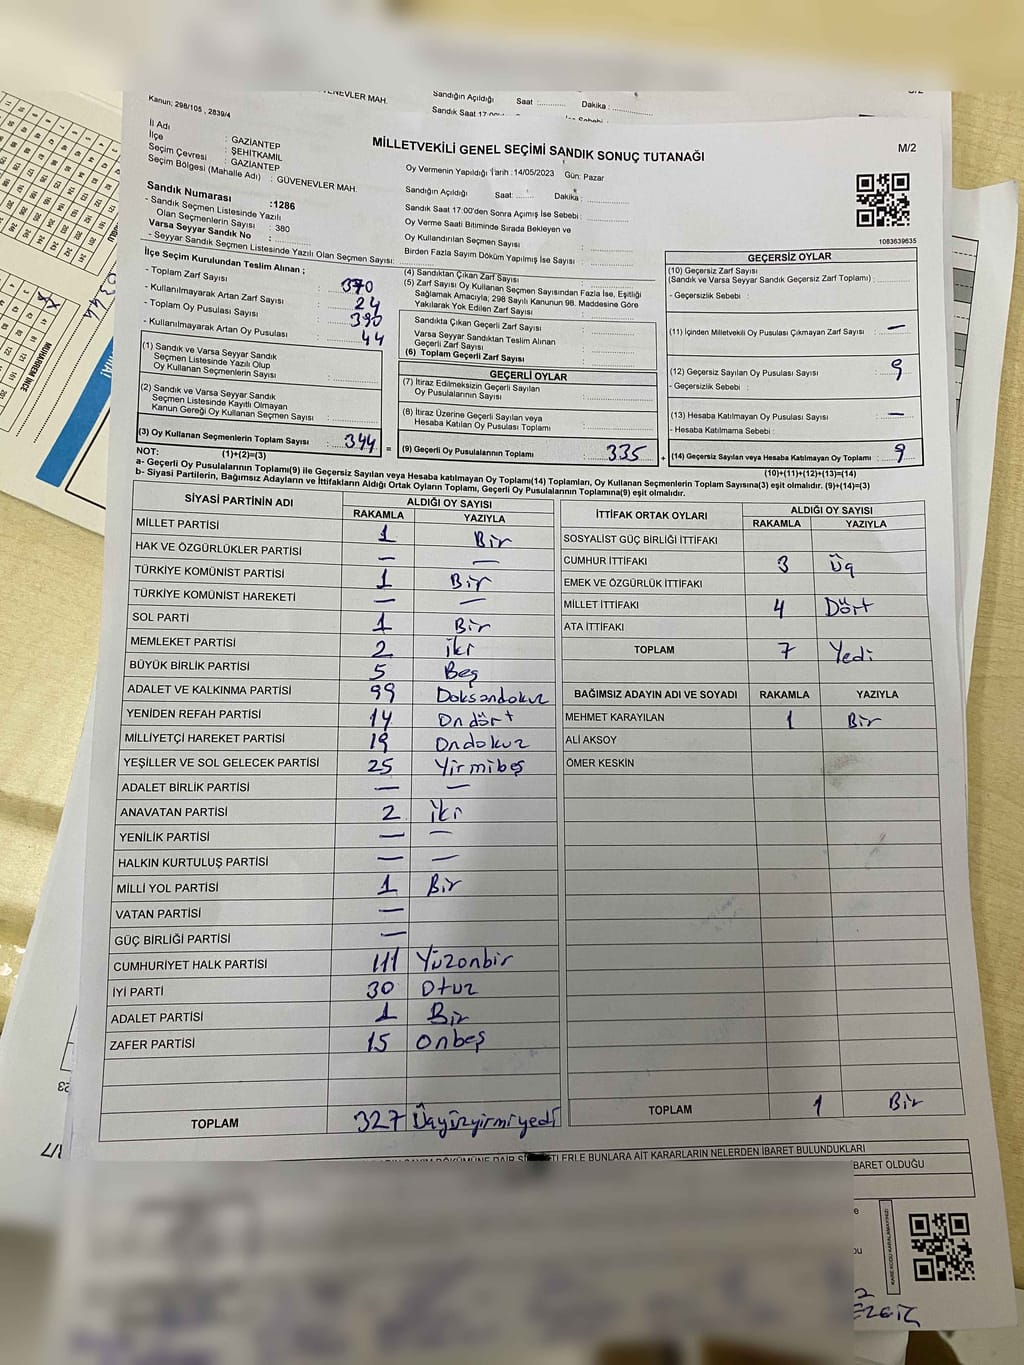 ÜVENEVLER MAH.
Sandığın Açıldığı Saat :........... Dakika :
Kanun; 298/105 , 2839/4
Sandık Saat 17:00
MİLLETVEKİLİ GENEL SEÇİMİ SANDIK SONUÇ TUTANAĞI
M/2
İl Adı : GAZİANTEP
İlçe : ŞEHİTKAMİL
Seçim Çevresi : GAZİANTEP
Seçim Bölgesi (Mahalle Adı) : GÜVENEVLER MAH.
Oy Vermenin Yapıldığı Tarih :14/05/2023 Gün: Pazar
Sandık Numarası :1286
- Sandık Seçmen Listesinde Yazılı
Olan Seçmenlerin Sayısı : 380
Varsa Seyyar Sandık No :
- Seyyar Sandık Seçmen Listesinde Yazılı Olan Seçmen Sayısı:
Sandığın Açıldığı Saat: Dakika :
Sandık Saat 17:00'den Sonra Açımış İse Sebebi :
Oy Verme Saati Bitiminde Sırada Bekleyen ve
Oy Kullandırılan Seçmen Sayısı :
Birden Fazla Sayım Döküm Yapılmış İse Sayısı :
1083639635
İlçe Seçim Kurulundan Teslim Alınan ;
- Toplam Zarf Sayısı : 370
- Kullanılmayarak Artan Zarf Sayısı : 24
- Toplam Oy Pusulası Sayısı : 390
- Kullanılmayarak Artan Oy Pusulası : 44
(1) Sandık ve Varsa Seyyar Sandık
Seçmen Listesinde Yazılı Olup
Oy Kullanan Seçmenlerin Sayısı :
(2) Sandık ve Varsa Seyyar Sandık
Seçmen Listesinde Kayıtlı Olmayan
Kanun Gereği Oy Kullanan Seçmen Sayısı :
(3) Oy Kullanan Seçmenlerin Toplam Sayısı : 344 =
(1)+(2)=(3)
(4) Sandıktan Çıkan Zarf Sayısı :
(5) Zarf Sayısı Oy Kullanan Seçmen Sayısından Fazla İse, Eşitliği
Sağlamak Amacıyla; 298 Sayılı Kanunun 98. Maddesine Göre
Yakılarak Yok Edilen Zarf Sayısı :
Sandıkta Çıkan Geçerli Zarf Sayısı :
Varsa Seyyar Sandıktan Teslim Alınan
Geçerli Zarf Sayısı :
(6) Toplam Geçerli Zarf Sayısı :
GEÇERLİ OYLAR
(7) İtiraz Edilmeksizin Geçerli Sayılan
Oy Pusulalarının Sayısı :
(8) İtiraz Üzerine Geçerli Sayılan veya
Hesaba Katılan Oy Pusulası Toplamı :
(9) Geçerli Oy Pusulalarının Toplamı : 335 +
GEÇERSİZ OYLAR
(10) Geçersiz Zarf Sayısı
(Sandık ve Varsa Seyyar Sandık Geçersiz Zarf Toplamı) :
- Geçersizlik Sebebi :
(11) İçinden Milletvekili Oy Pusulası Çıkmayan Zarf Sayısı : —
(12) Geçersiz Sayılan Oy Pusulası Sayısı : 9
- Geçersizlik Sebebi :
(13) Hesaba Katılmayan Oy Pusulası Sayısı : —
- Hesaba Katılmama Sebebi :
(14) Geçersiz Sayılan veya Hesaba Katılmayan Oy Toplamı : 9
(10)+(11)+(12)+(13)=(14)
NOT:
a- Geçerli Oy Pusulalarının Toplamı(9) ile Geçersiz Sayılan veya Hesaba katılmayan Oy Toplamı(14) Toplamları, Oy Kullanan Seçmenlerin Toplam Sayısına(3) eşit olmalıdır. (9)+(14)=(3)
b- Siyasi Partilerin, Bağımsız Adayların ve İttifakların Aldığı Ortak Oyların Toplamı, Geçerli Oy Pusulalarının Toplamına(9) eşit olmalıdır.
SİYASİ PARTİNİN ADI ALDIĞI OY SAYISI
RAKAMLA YAZIYLA
MİLLET PARTİSİ 1 Bir
HAK VE ÖZGÜRLÜKLER PARTİSİ — —
TÜRKİYE KOMÜNİST PARTİSİ 1 Bir
TÜRKİYE KOMÜNİST HAREKETİ — —
SOL PARTİ 1 Bir
MEMLEKET PARTİSİ 2 iki
BÜYÜK BİRLİK PARTİSİ 5 Beş
ADALET VE KALKINMA PARTİSİ 99 Doksandokuz
YENİDEN REFAH PARTİSİ 14 Ondört
MİLLİYETÇİ HAREKET PARTİSİ 19 Ondokuz
YEŞİLLER VE SOL GELECEK PARTİSİ 25 Yirmibeş
ADALET BİRLİK PARTİSİ — —
ANAVATAN PARTİSİ 2 iki
YENİLİK PARTİSİ — —
HALKIN KURTULUŞ PARTİSİ — —
MİLLİ YOL PARTİSİ 1 Bir
VATAN PARTİSİ —
GÜÇ BİRLİĞİ PARTİSİ —
CUMHURİYET HALK PARTİSİ 111 Yüzonbir
İYİ PARTİ 30 Otuz
ADALET PARTİSİ 1 Bir
ZAFER PARTİSİ 15 onbeş
TOPLAM 327 Üçyüzyirmiyedi
İTTİFAK ORTAK OYLARI ALDIĞI OY SAYISI
RAKAMLA YAZIYLA
SOSYALİST GÜÇ BİRLİĞİ İTTİFAKI
CUMHUR İTTİFAKI 3 Üç
EMEK VE ÖZGÜRLÜK İTTİFAKI
MİLLET İTTİFAKI 4 Dört
ATA İTTİFAKI
TOPLAM 7 Yedi
BAĞIMSIZ ADAYIN ADI VE SOYADI RAKAMLA YAZIYLA
MEHMET KARAYILAN 1 Bir
ALİ AKSOY
ÖMER KESKİN
TOPLAM 1 Bir
ERLE BUNLARA AİT KARARLARIN NELERDEN İBARET BULUNDUKLARI
BARET OLDUĞU
MUHARREM İNCE